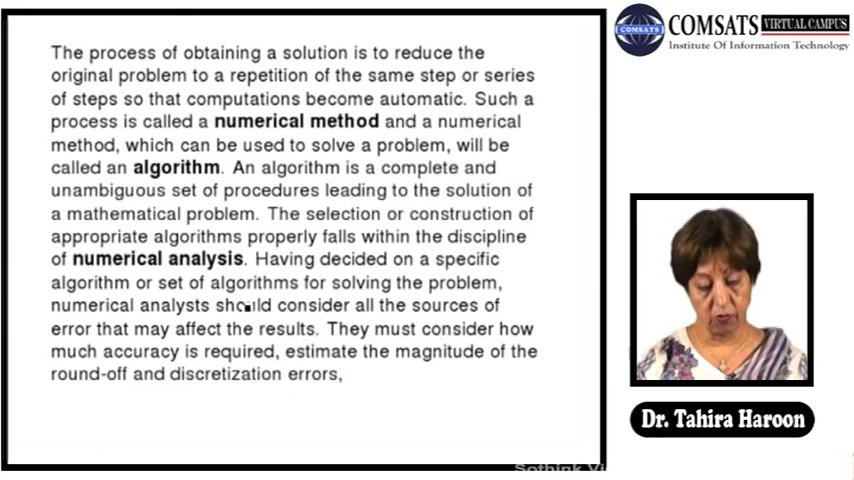 The process of obtaining a solution is to reduce the
original problem to a repetition of the same step or series
of steps so that computations become automatic. Such a
process is called a numerical method and a numerical
method, which can be used to solve a problem, will be
called an algorithm. An algorithm is a complete and
unambiguous set of procedures leading to the solution of
a mathematical problem. The selection or construction of
appropriate algorithms properly falls within the discipline
of numerical analysis. Having decided on a specific
algorithm or set of algorithms for solving the problem,
numerical analysts should consider all the sources of
error that may affect the results. They must consider how
much accuracy is required, estimate the magnitude of the
round-off and discretization errors,
COMSATS VIRTUAL CAMPUS
Institute Of Information Technology
Dr. Tahira Haroon
Sothink